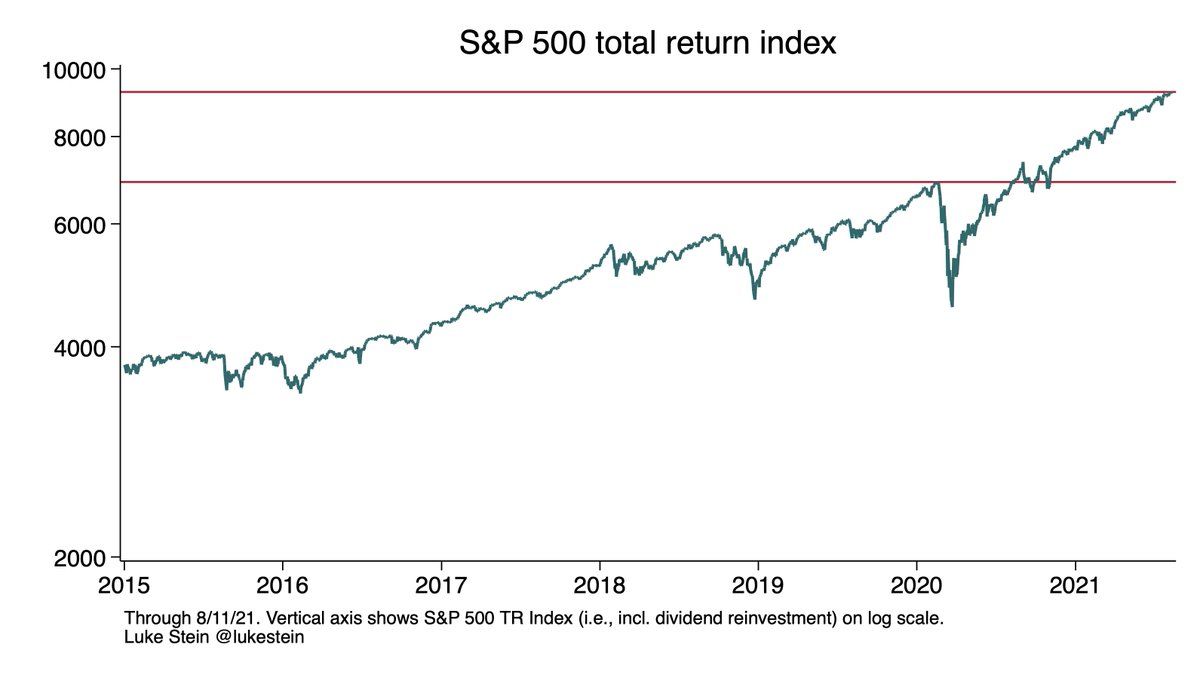 S&P 500 total return index
10000
8000
6000
4000
2000
2015 2016 2017 2018 2019 2020 2021
Through 8/11/21. Vertical axis shows S&P 500 TR Index (i.e., incl. dividend reinvestment) on log scale.
Luke Stein @lukestein